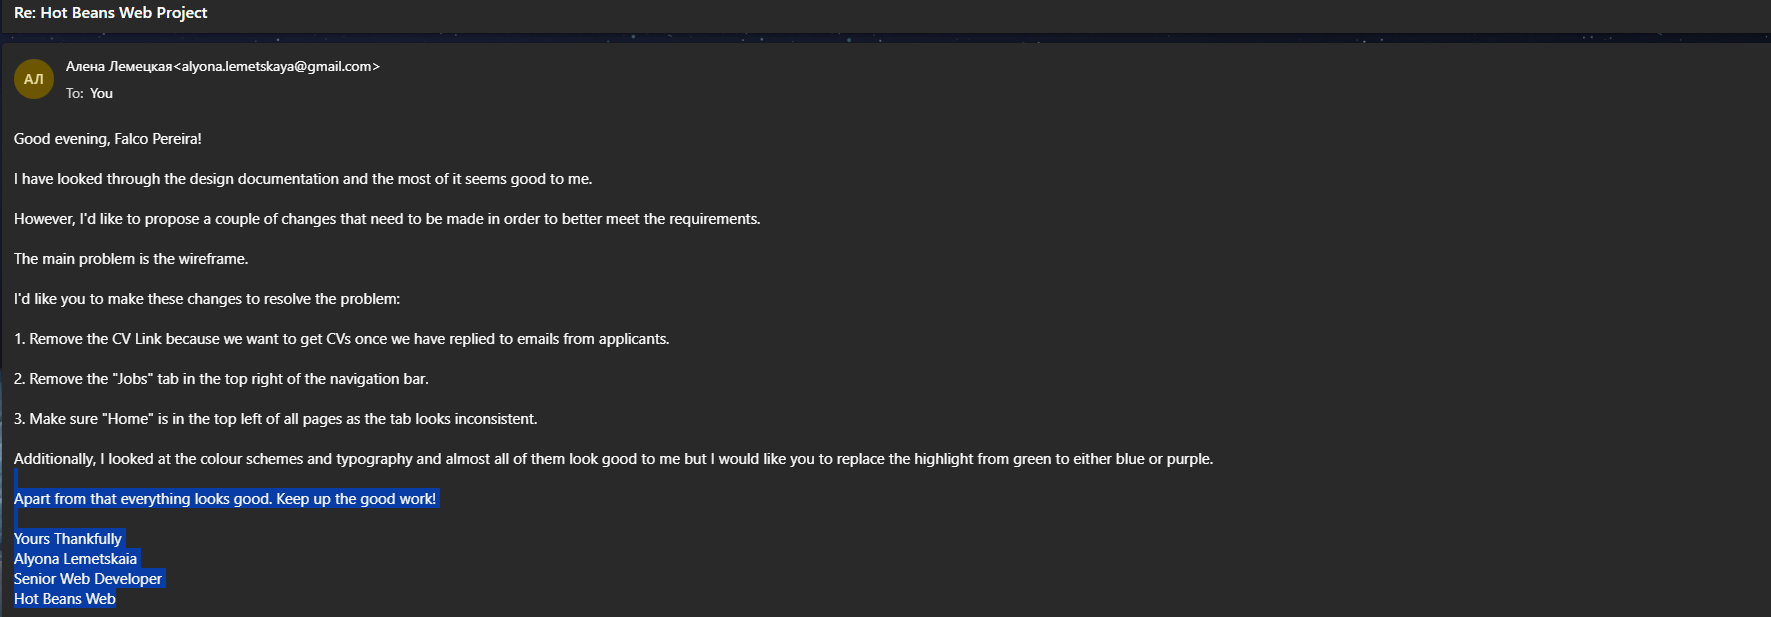 Re: Hot Beans Web Project
АЛ
Алена Лемецкая<alyona.lemetskaya@gmail.com>
To: You
Good evening, Falco Pereira!
I have looked through the design documentation and the most of it seems good to me.
However, I'd like to propose a couple of changes that need to be made in order to better meet the requirements.
The main problem is the wireframe.
I'd like you to make these changes to resolve the problem:
1. Remove the CV Link because we want to get CVs once we have replied to emails from applicants.
2. Remove the "Jobs" tab in the top right of the navigation bar.
3. Make sure "Home" is in the top left of all pages as the tab looks inconsistent.
Additionally, I looked at the colour schemes and typography and almost all of them look good to me but I would like you to replace the highlight from green to either blue or purple.
Apart from that everything looks good. Keep up the good work!
Yours Thankfully
Alyona Lemetskaia
Senior Web Developer
Hot Beans Web